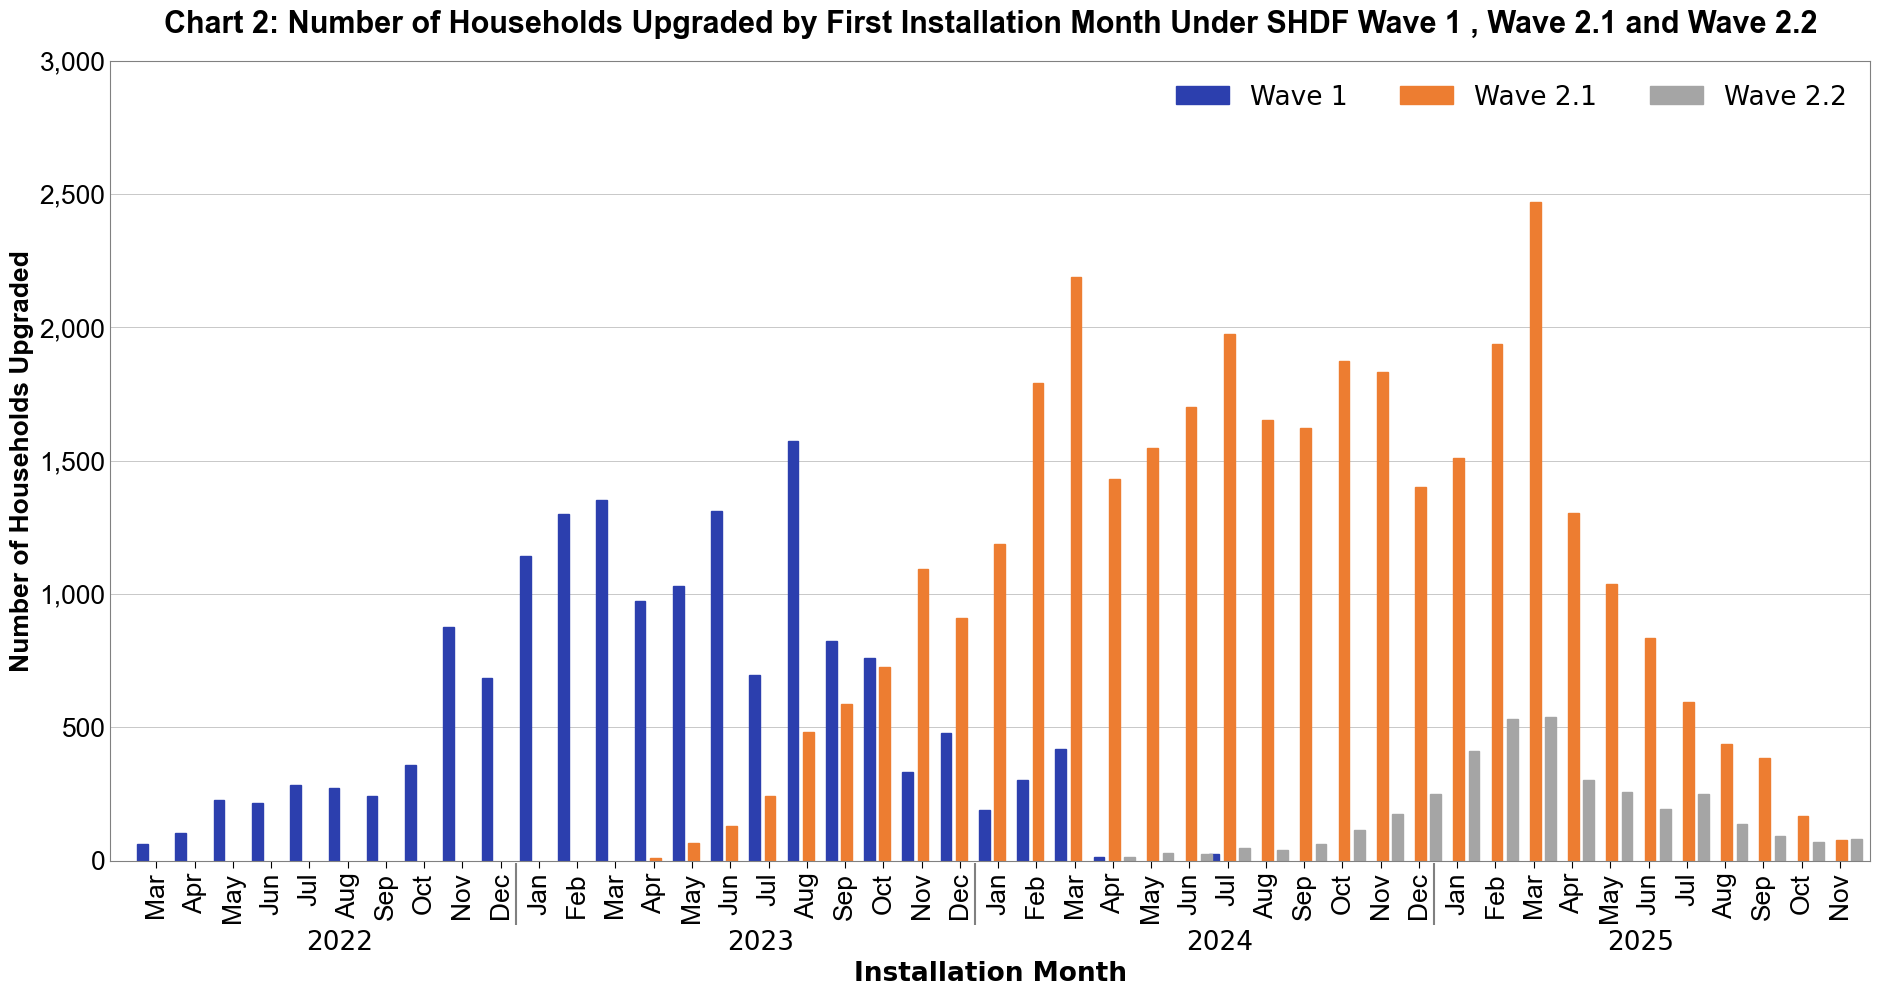 Chart 2: Number of Households Upgraded by First Installation Month Under SHDF Wave 1 , Wave 2.1 and Wave 2.2
Wave 1 Wave 2.1 Wave 2.2
Number of Households Upgraded
3,000
2,500
2,000
1,500
1,000
500
0
Mar Apr May Jun Jul Aug Sep Oct Nov Dec Jan Feb Mar Apr May Jun Jul Aug Sep Oct Nov Dec Jan Feb Mar Apr May Jun Jul Aug Sep Oct Nov Dec Jan Feb Mar Apr May Jun Jul Aug Sep Oct Nov
2022 2023 2024 2025
Installation Month